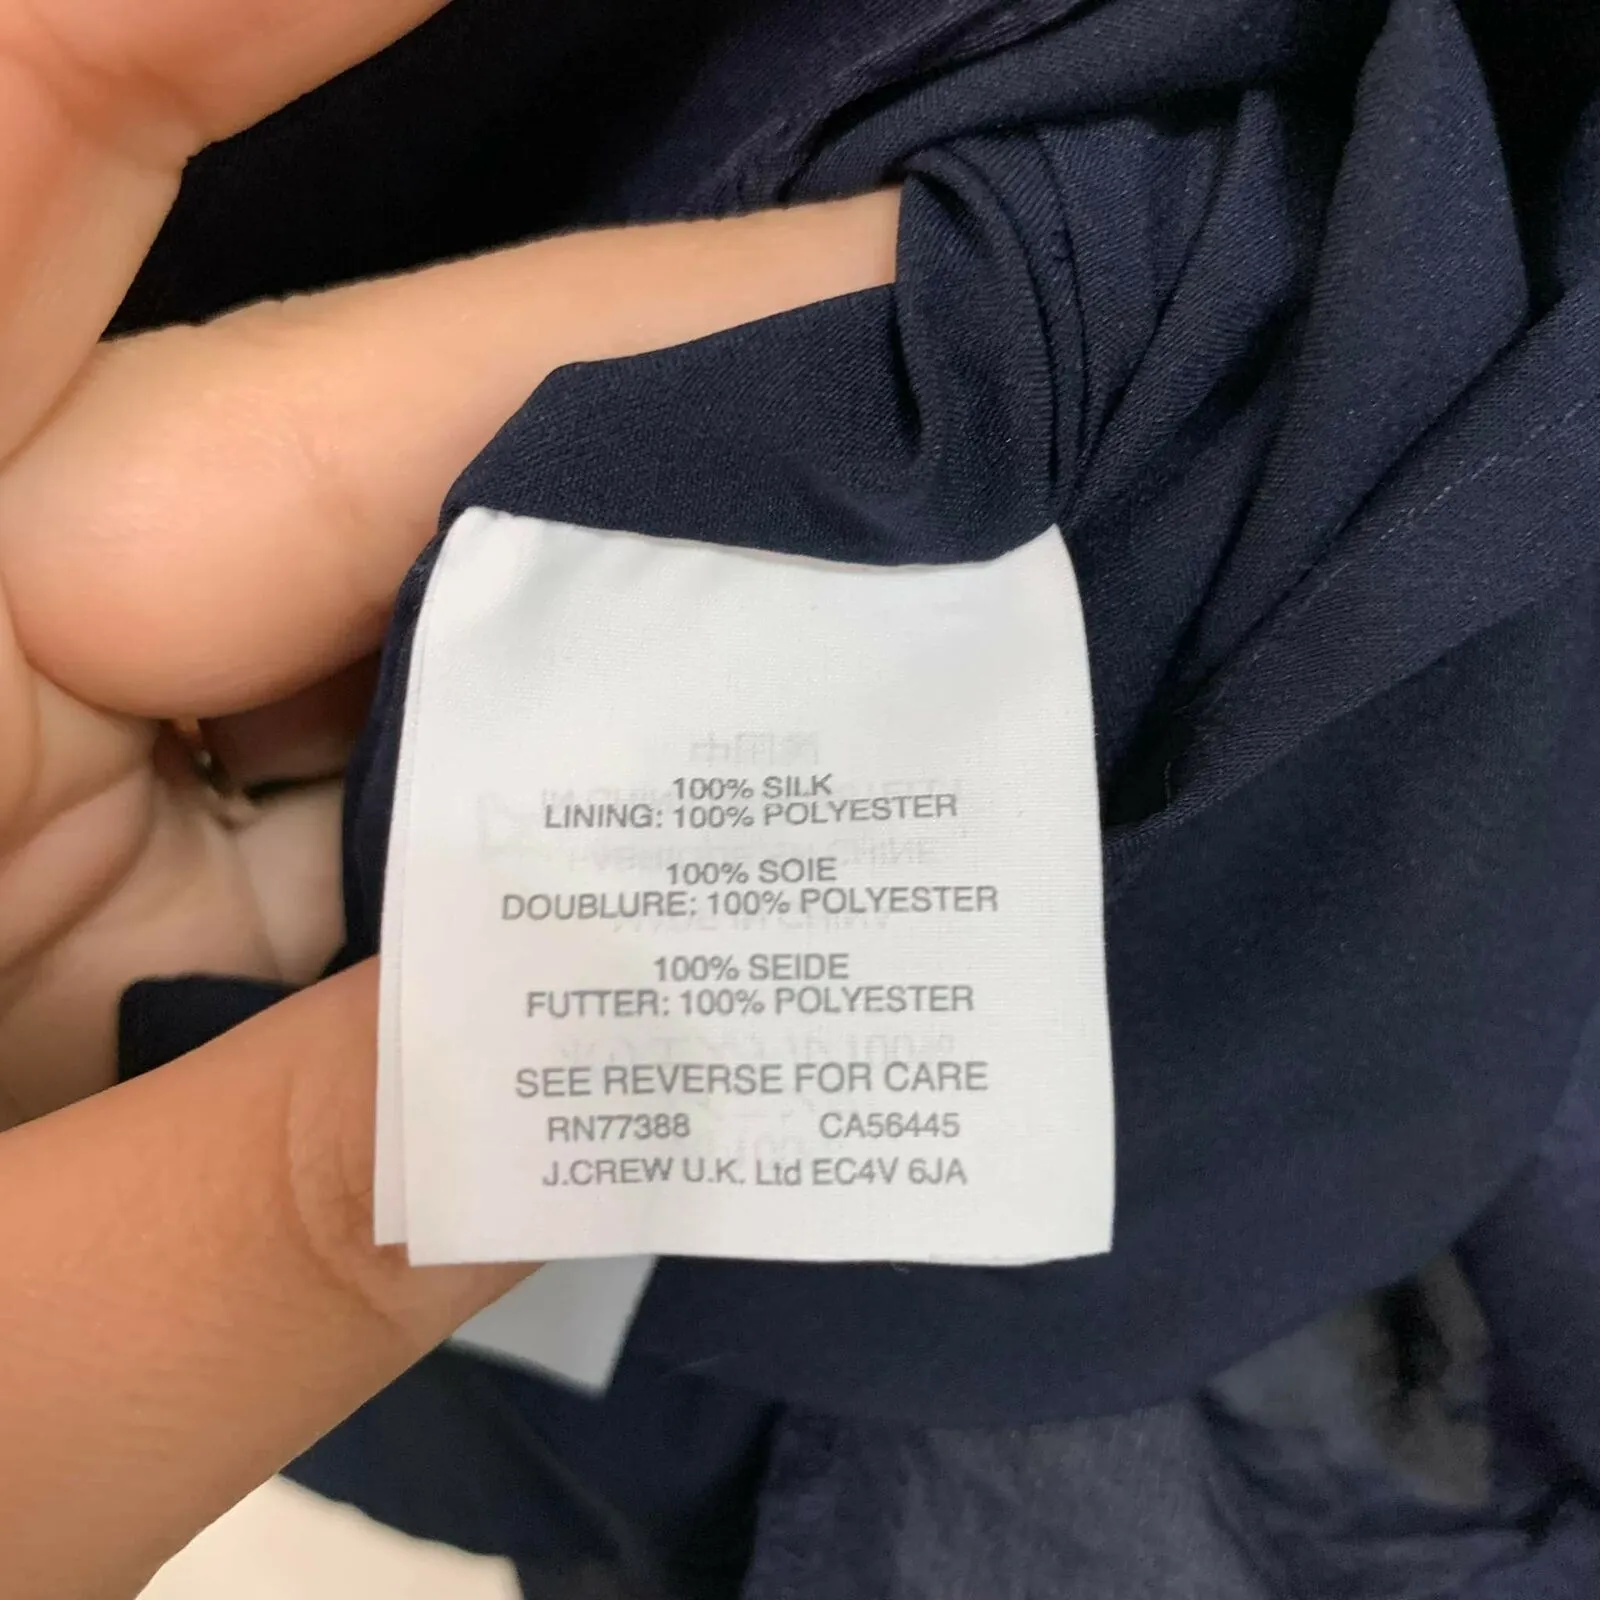 100% SILK
LINING: 100% POLYESTER
100% SOIE
DOUBLURE: 100% POLYESTER
100% SEIDE
FUTTER: 100% POLYESTER
SEE REVERSE FOR CARE
RN77388 CA56445
J.CREW U.K. Ltd EC4V 6JA